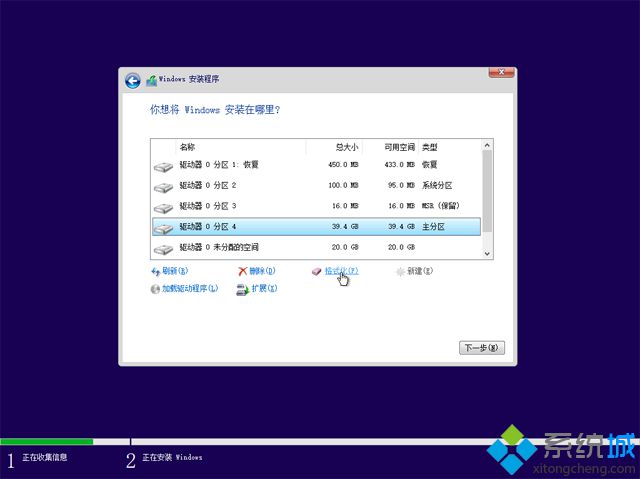 Windows 安装程序
你想将 Windows 安装在哪里?
名称 总大小 可用空间 类型
驱动器 0 分区 1: 恢复 450.0 MB 433.0 MB 恢复
驱动器 0 分区 2 100.0 MB 95.0 MB 系统分区
驱动器 0 分区 3 16.0 MB 16.0 MB MSR (保留)
驱动器 0 分区 4 39.4 GB 39.4 GB 主分区
驱动器 0 未分配的空间 20.0 GB 20.0 GB
刷新(R) 删除(D) 格式化(F) 新建(E)
加载驱动程序(L) 扩展(X)
下一步(N)
1 正在收集信息 2 正在安装 Windows
系统城
xitongcheng.com